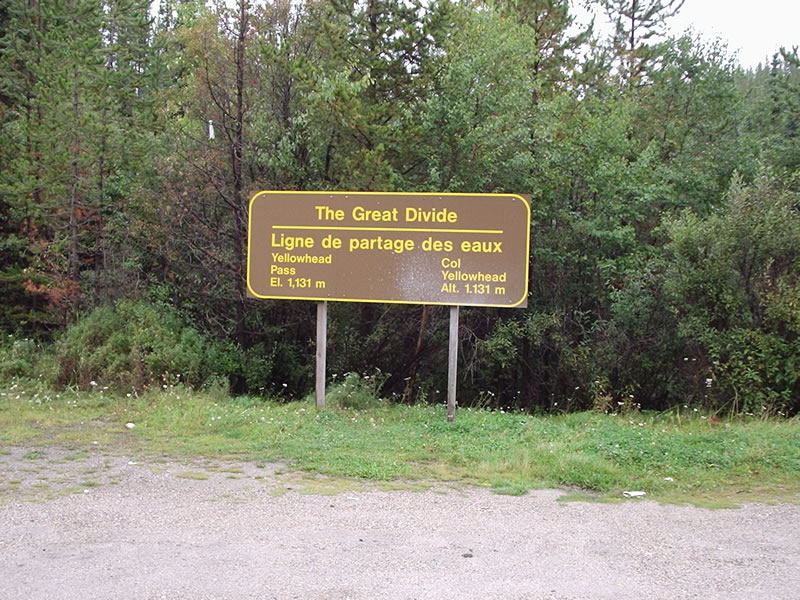 The Great Divide
Ligne de partage des eaux
Yellowhead
Pass
El. 1,131 m
Col
Yellowhead
Alt. 1.131 m